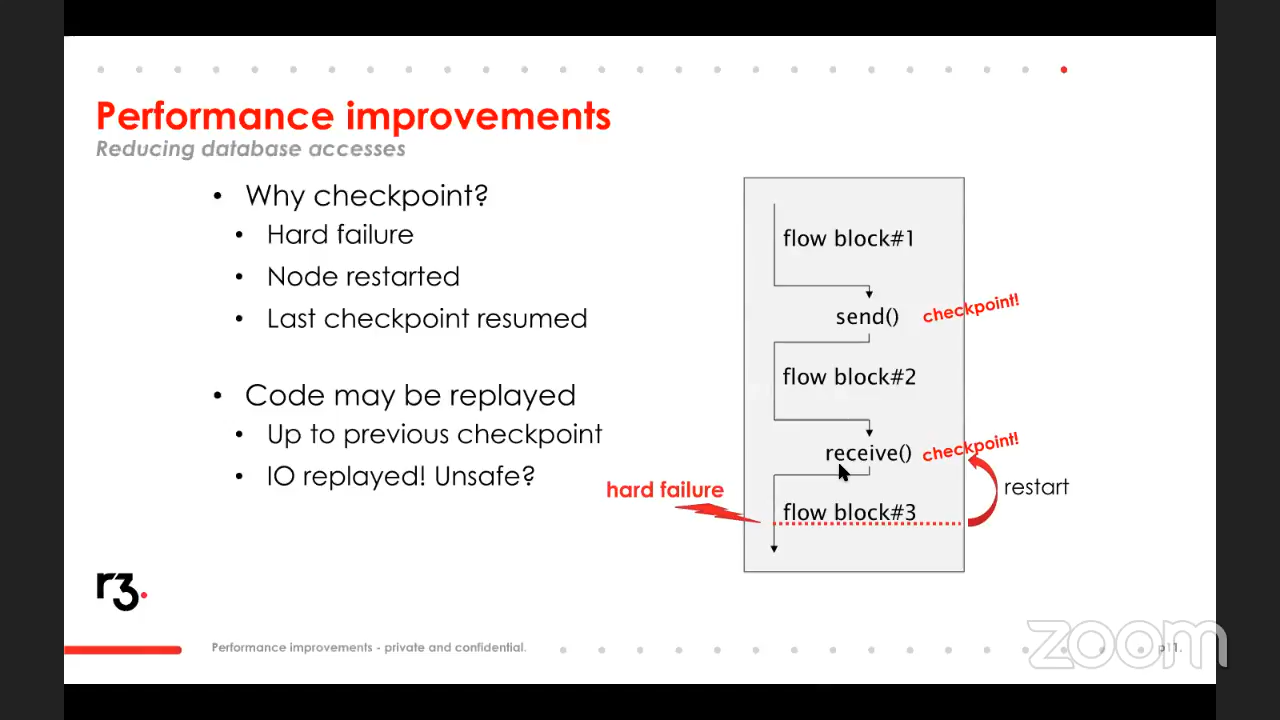 Performance improvements
Reducing database accesses
• Why checkpoint?
• Hard failure
• Node restarted
• Last checkpoint resumed
• Code may be replayed
• Up to previous checkpoint
• IO replayed! Unsafe?
flow block#1
send()
checkpoint!
flow block#2
receive()
checkpoint!
restart
hard failure
flow block#3
r3.
Performance improvements - private and confidential.
p11.
zoom